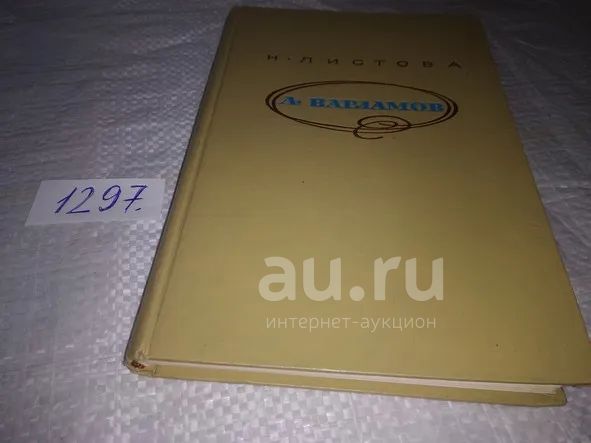 Н. ЛИСТОВА
А. ВАРЛАМОВ
1297.
au.ru
интернет-аукцион